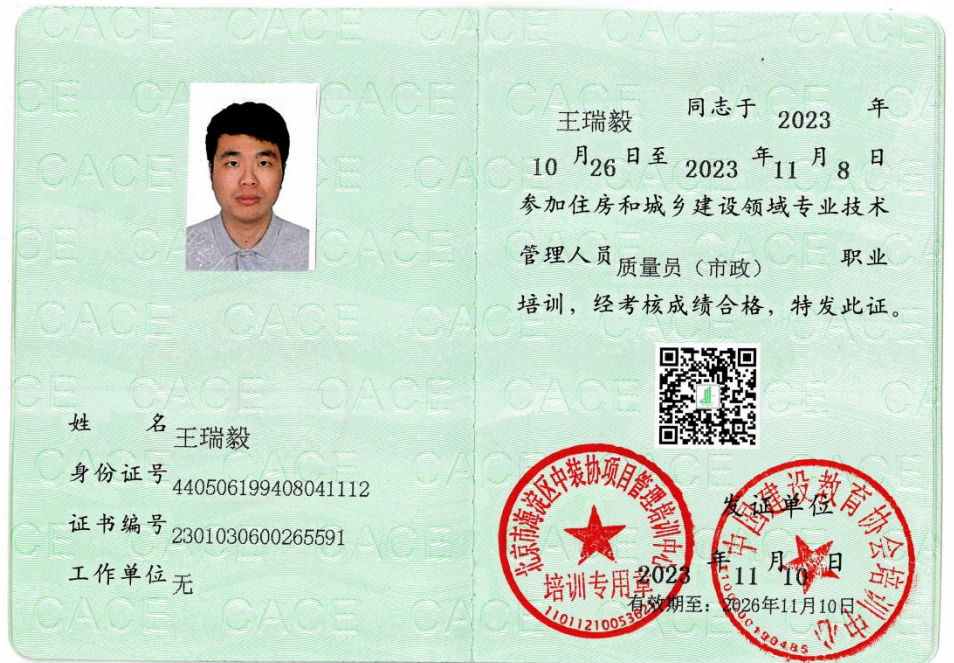 王瑞毅 同志于 2023 年
10 月 26 日至 2023 年 11 月 8 日
参加住房和城乡建设领域专业技术
管理人员 质量员（市政） 职业
培训，经考核成绩合格，特发此证。
姓 名 王瑞毅
身份证号 440506199408041112
证书编号 2301030600265591
工作单位 无
北京市海淀区中装协项目管理培训中心
培训专用章
中国建设教育协会培训中心
发证单位
2023 年 11 月 10 日
有效期至：2026年11月10日
CACE